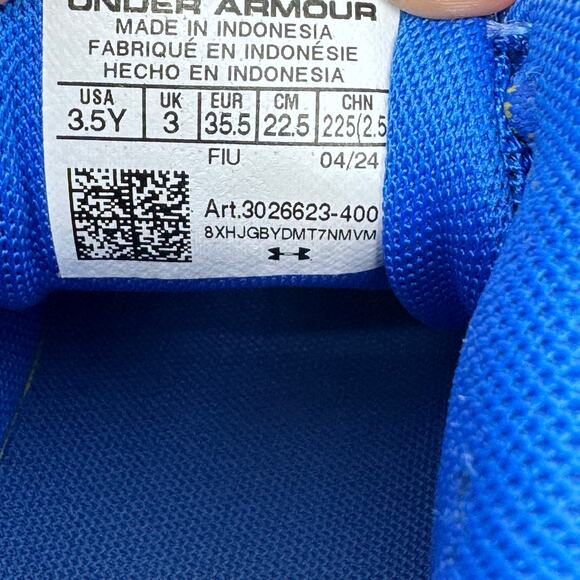 UNDER ARMOUR
MADE IN INDONESIA
FABRIQUÉ EN INDONÉSIE
HECHO EN INDONESIA
USA UK EUR CM CHN
3.5Y 3 35.5 22.5 225(2.5
FIU 04/24
Art.3026623-400
8XHJGBYDMT7NMVM